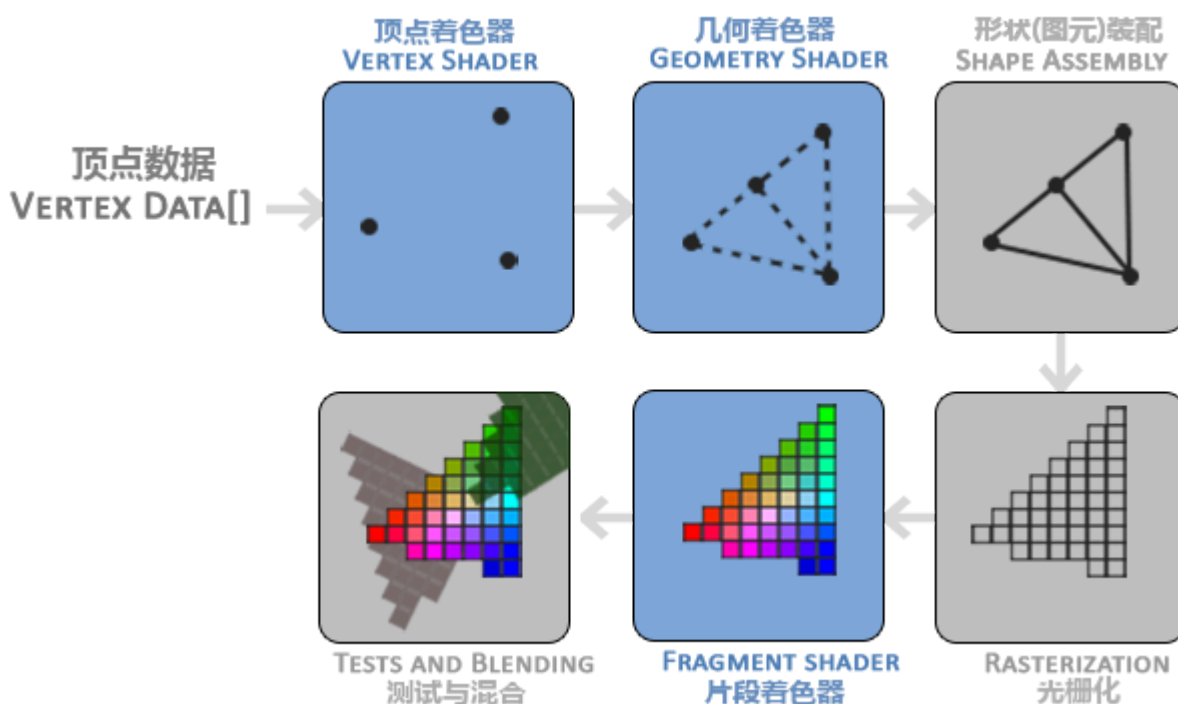 顶点数据
VERTEX DATA[]
顶点着色器
VERTEX SHADER
几何着色器
GEOMETRY SHADER
形状(图元)装配
SHAPE ASSEMBLY
RASTERIZATION
光栅化
FRAGMENT SHADER
片段着色器
TESTS AND BLENDING
测试与混合